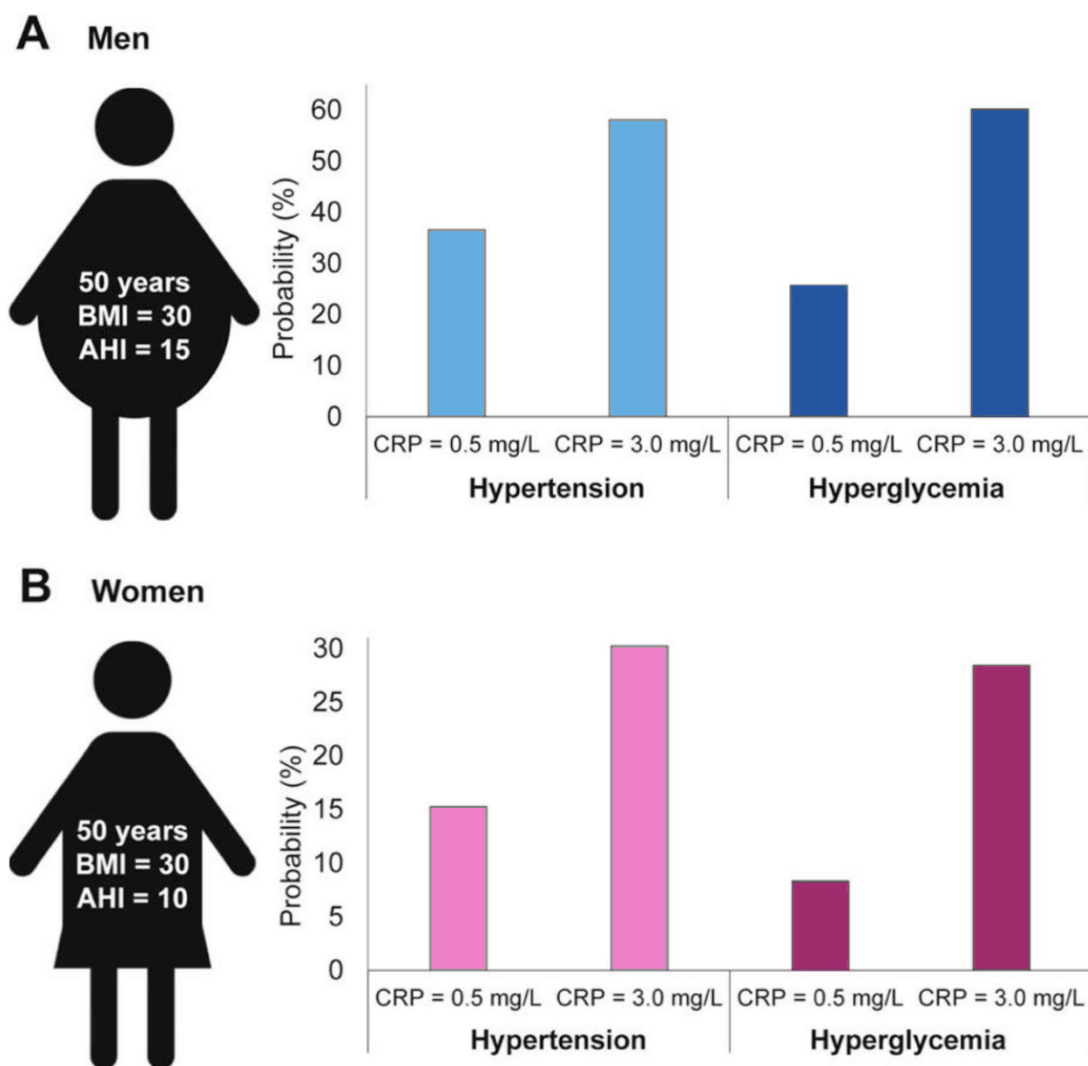 A Men
50 years
BMI = 30
AHI = 15
Probability (%)
60
50
40
30
20
10
0
CRP = 0.5 mg/L CRP = 3.0 mg/L CRP = 0.5 mg/L CRP = 3.0 mg/L
Hypertension Hyperglycemia
B Women
50 years
BMI = 30
AHI = 10
Probability (%)
30
25
20
15
10
5
0
CRP = 0.5 mg/L CRP = 3.0 mg/L CRP = 0.5 mg/L CRP = 3.0 mg/L
Hypertension Hyperglycemia